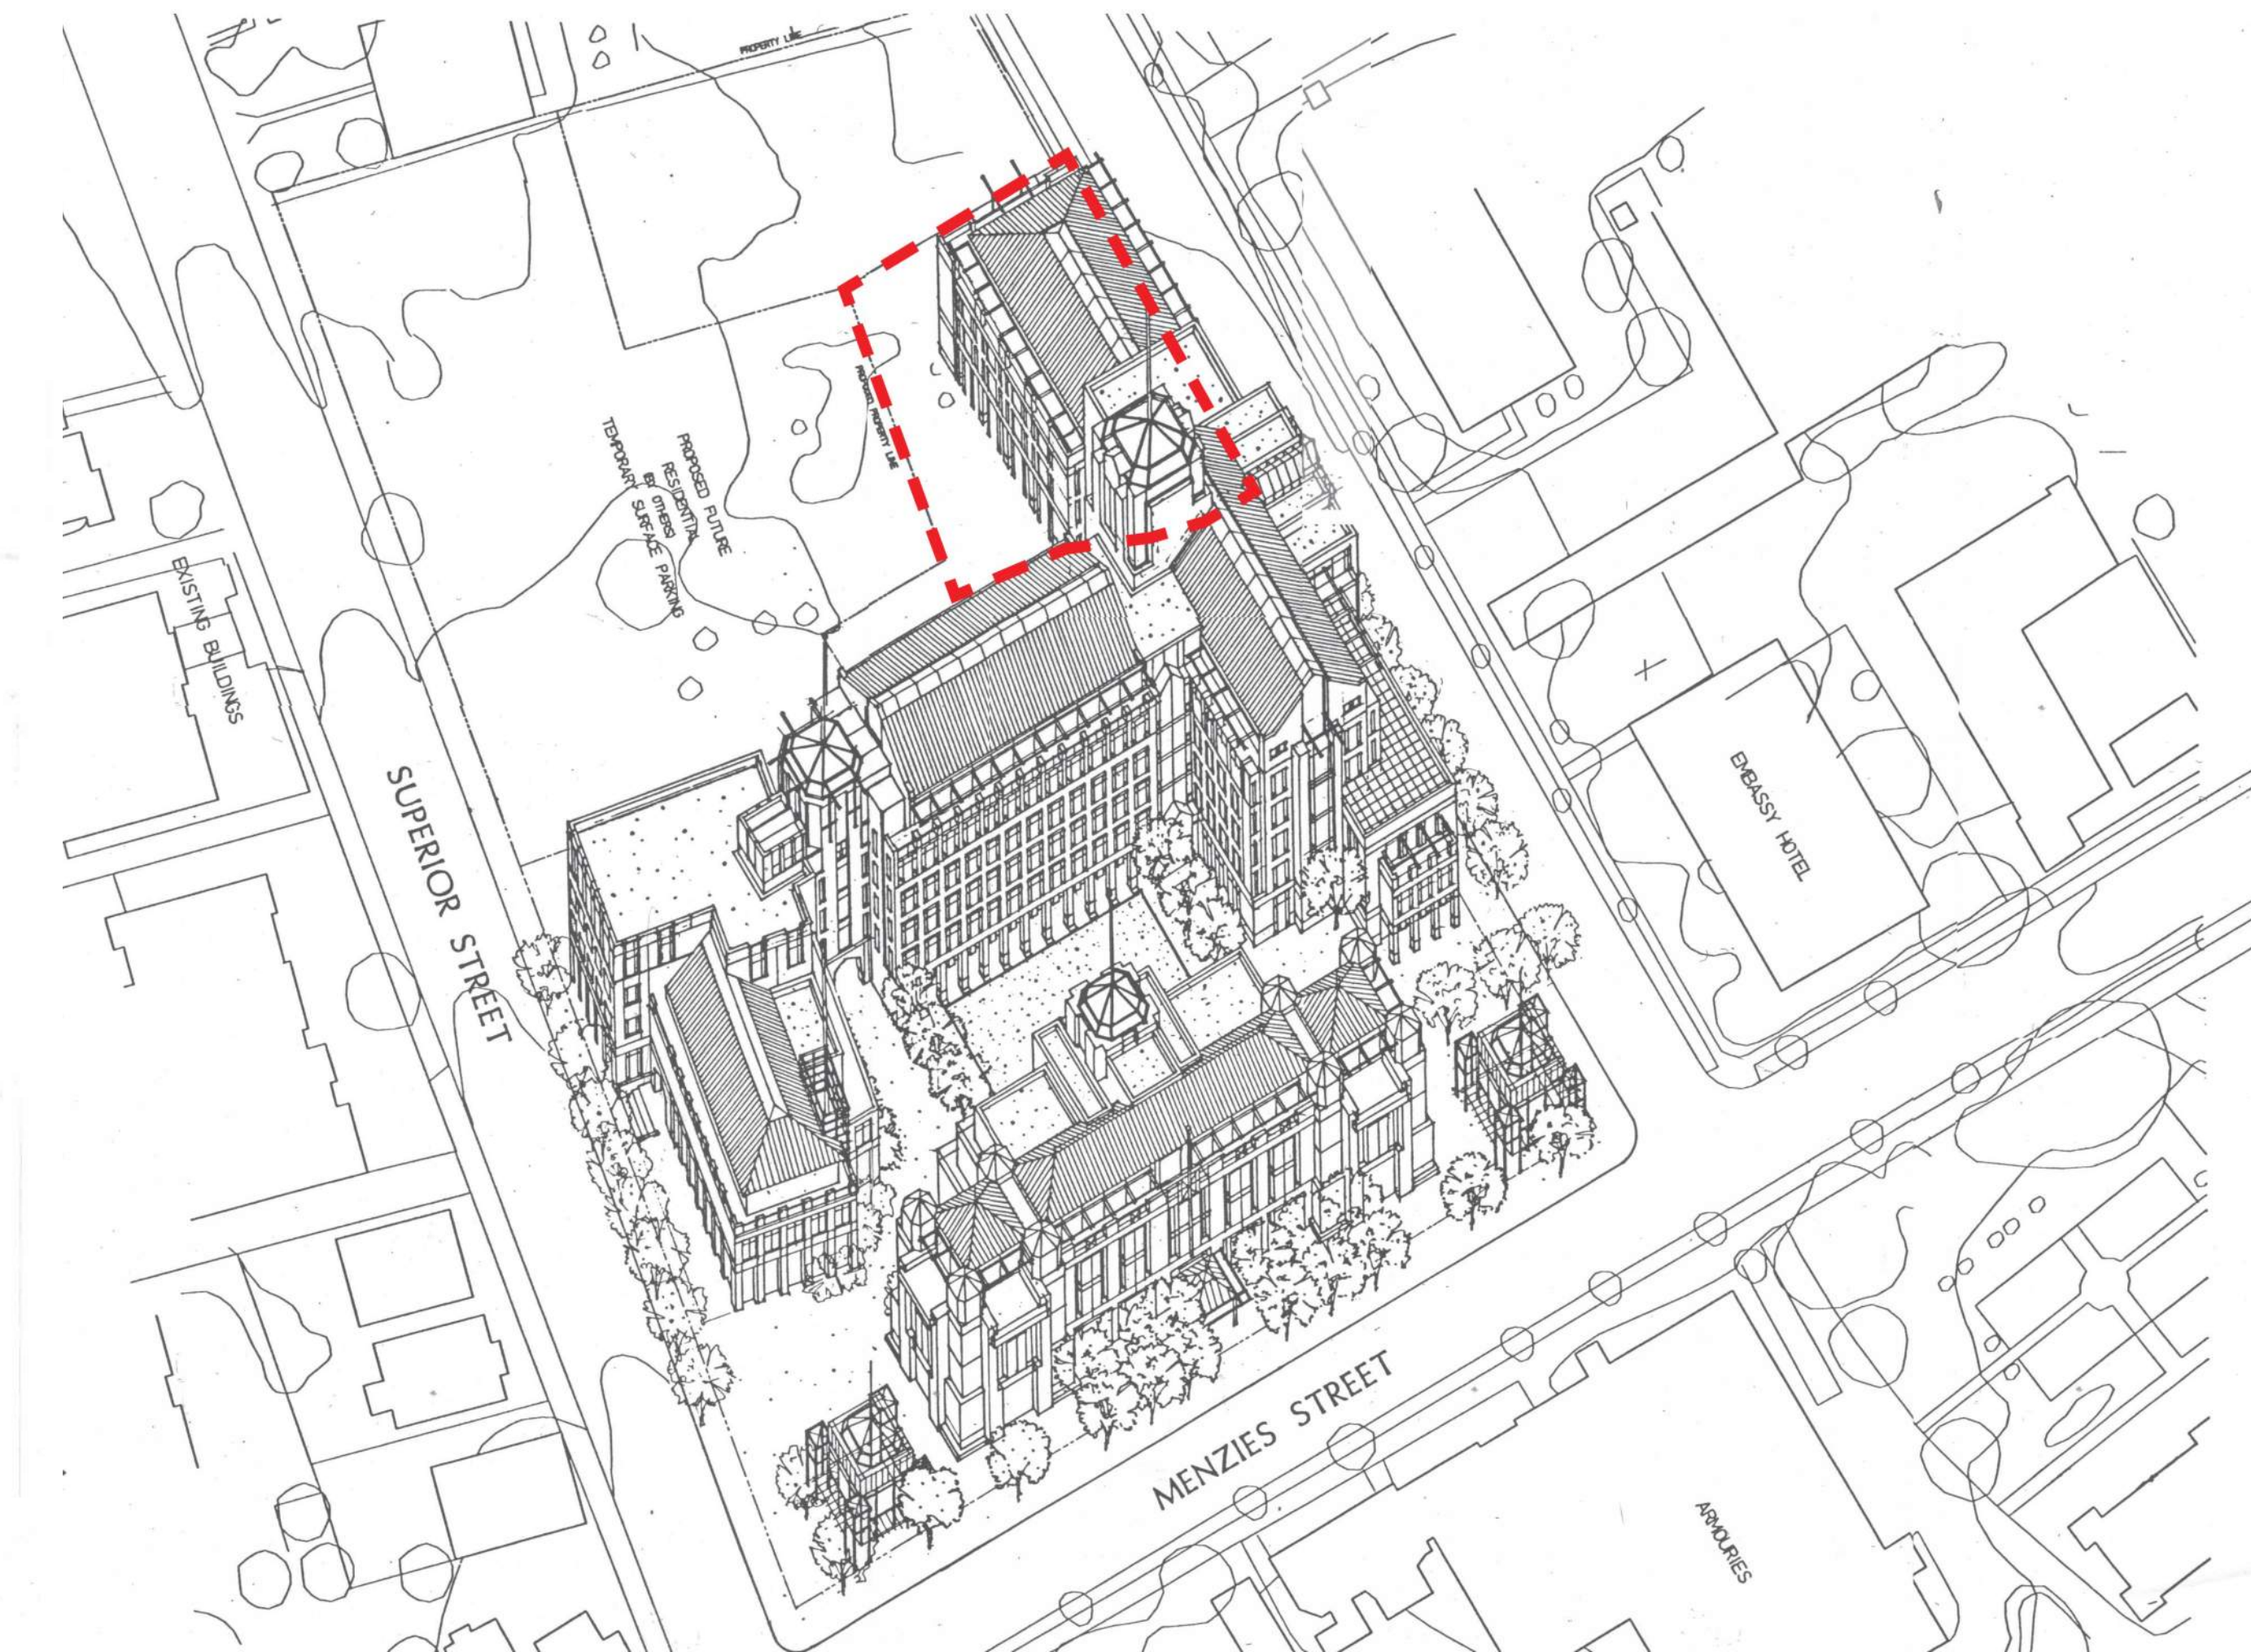 PROPERTY LINE
PROPOSED PROPERTY LINE
PROPOSED FUTURE
RESIDENTIAL
(BY OTHERS)
TEMPORARY SURFACE PARKING
EXISTING BUILDINGS
SUPERIOR STREET
EMBASSY HOTEL
MENZIES STREET
ARMOURIES